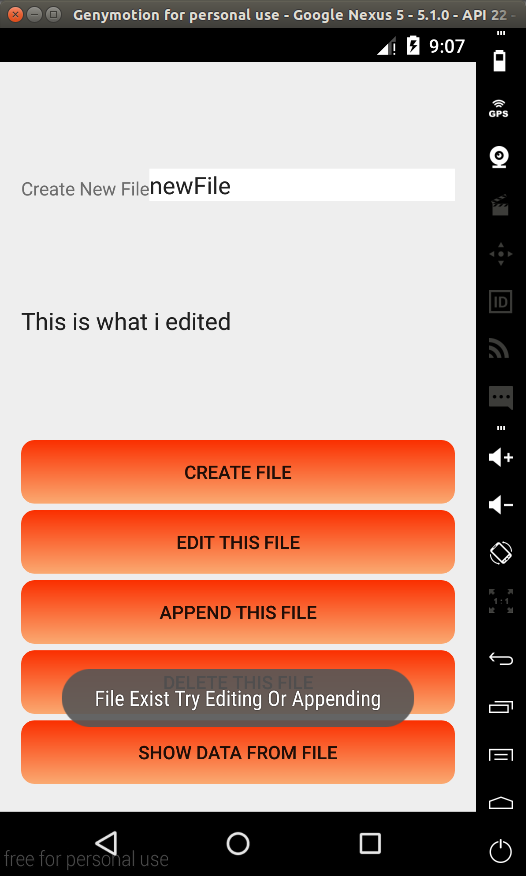 Genymotion for personal use - Google Nexus 5 - 5.1.0 - API 22 -
9:07
GPS
Create New File
newFile
ID
This is what i edited
CREATE FILE
EDIT THIS FILE
1:1
APPEND THIS FILE
DELETE THIS FILE
File Exist Try Editing Or Appending
SHOW DATA FROM FILE
free for personal use